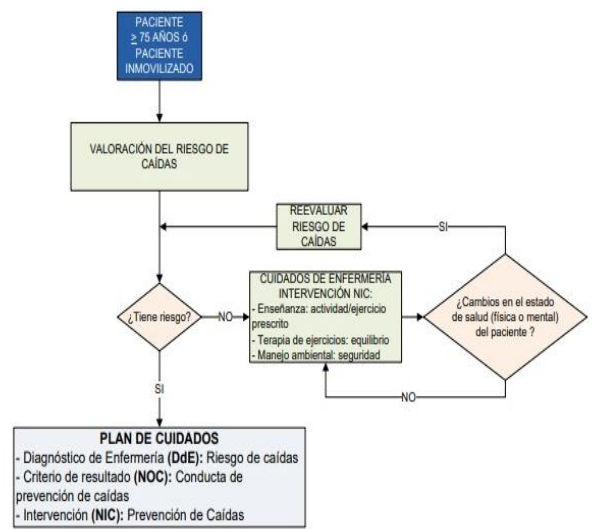 PACIENTE
≥ 75 AÑOS ó
PACIENTE
INMOVILIZADO
VALORACIÓN DEL RIESGO DE
CAÍDAS
REEVALUAR
RIESGO DE
CAÍDAS
SI
¿Tiene riesgo?
NO
CUIDADOS DE ENFERMERÍA
INTERVENCIÓN NIC:
- Enseñanza: actividad/ejercicio
prescrito
- Terapia de ejercicios: equilibrio
- Manejo ambiental: seguridad
¿Cambios en el estado
de salud (física o mental)
del paciente ?
NO
SI
PLAN DE CUIDADOS
- Diagnóstico de Enfermería (DdE): Riesgo de caídas
- Criterio de resultado (NOC): Conducta de
prevención de caídas
- Intervención (NIC): Prevención de Caídas